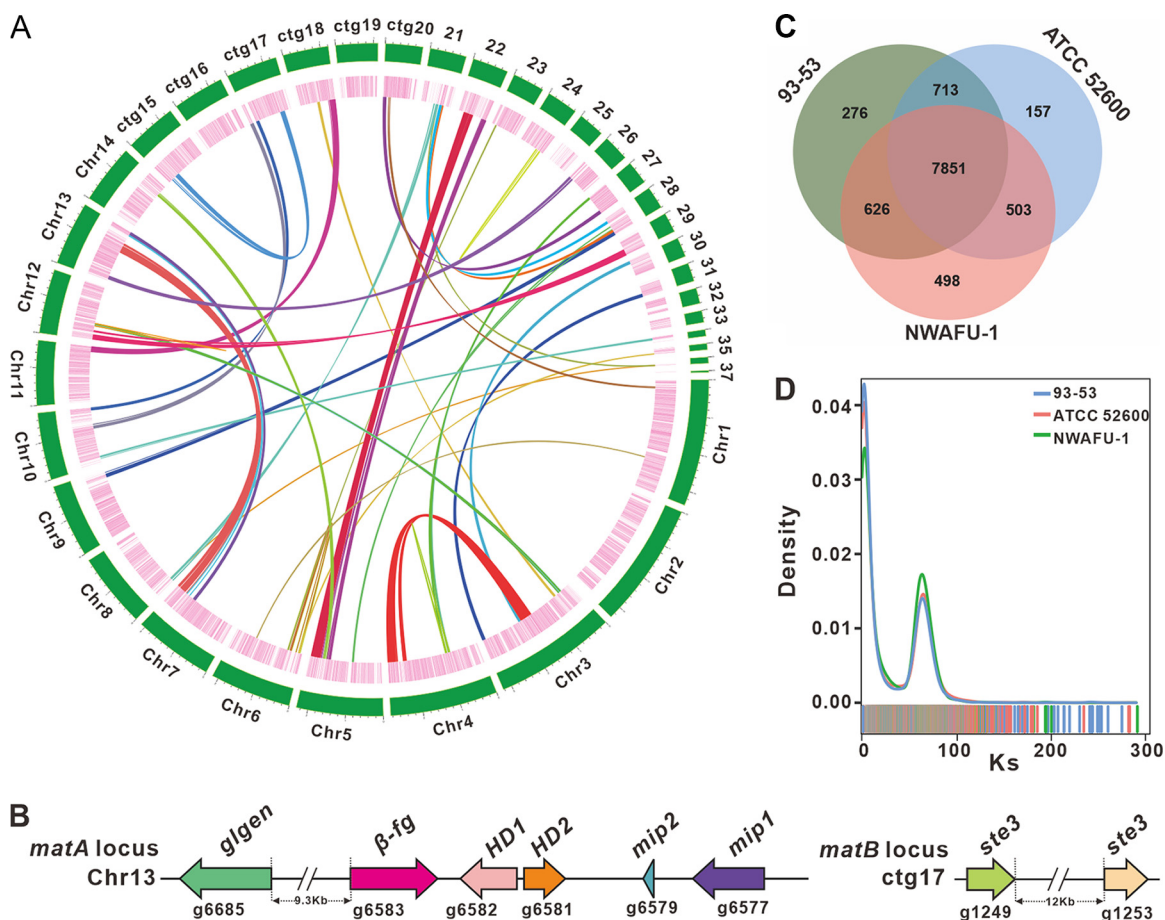 A
ctg15
ctg16
ctg17
ctg18
ctg19
ctg20
21
22
23
24
25
26
27
28
29
30
31
32
33
35
37
Chr1
Chr2
Chr3
Chr4
Chr5
Chr6
Chr7
Chr8
Chr9
Chr10
Chr11
Chr12
Chr13
Chr14
C
93-53
ATCC 52600
276
713
157
7851
626
503
498
NWAFU-1
D
93-53
ATCC 52600
NWAFU-1
Density
0.04
0.03
0.02
0.01
0.00
0 100 200 300
Ks
B
matA locus
Chr13
glgen
β-fg
HD1
HD2
mip2
mip1
9.3Kb
g6685
g6583
g6582
g6581
g6579
g6577
matB locus
ctg17
ste3
ste3
12Kb
g1249
g1253